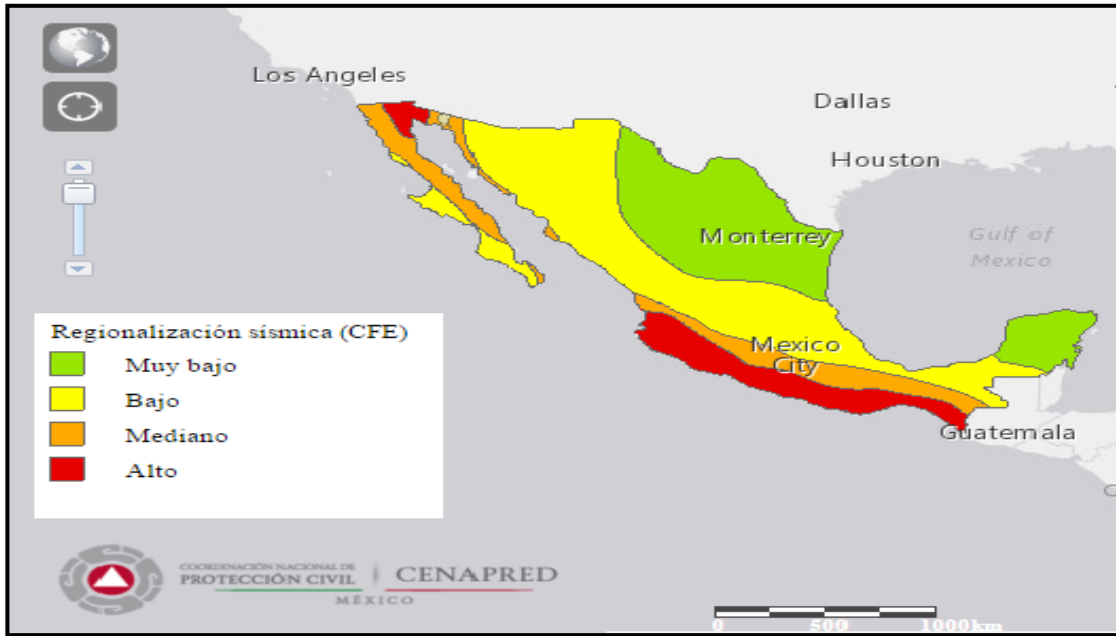 Los Angeles
Dallas
Houston
Monterrey
Gulf of
Mexico
Mexico
City
Guatemala
Regionalización sísmica (CFE)
Muy bajo
Bajo
Mediano
Alto
COORDINACIÓN NACIONAL DE
PROTECCIÓN CIVIL
MÉXICO
CENAPRED
0 500 1000km